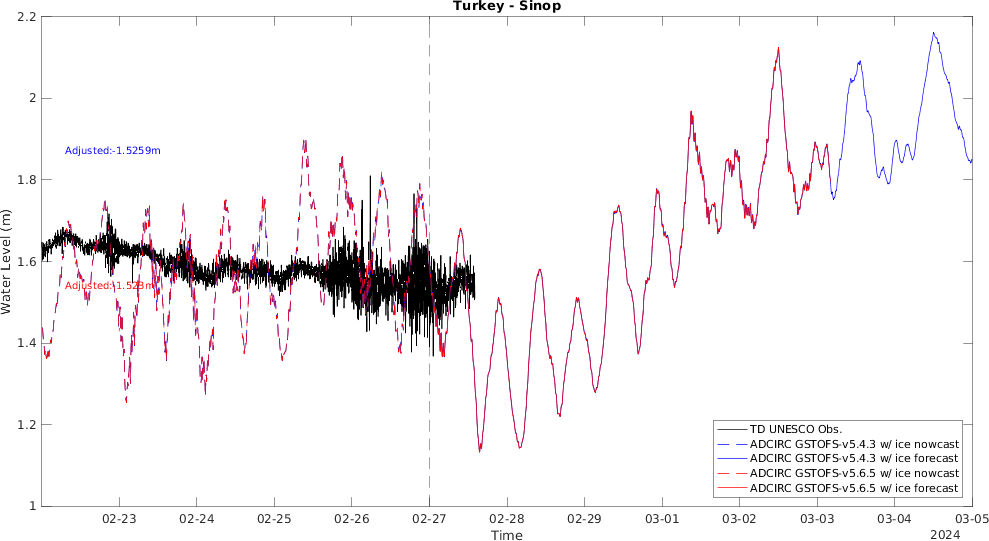 Turkey - Sinop
2.2
2
1.8
1.6
1.4
1.2
1
Water Level (m)
Adjusted:-1.5259m
Adjusted:-1.523m
02-23 02-24 02-25 02-26 02-27 02-28 02-29 03-01 03-02 03-03 03-04 03-05
Time
2024
TD UNESCO Obs.
ADCIRC GSTOFS-v5.4.3 w/ ice nowcast
ADCIRC GSTOFS-v5.4.3 w/ ice forecast
ADCIRC GSTOFS-v5.6.5 w/ ice nowcast
ADCIRC GSTOFS-v5.6.5 w/ ice forecast